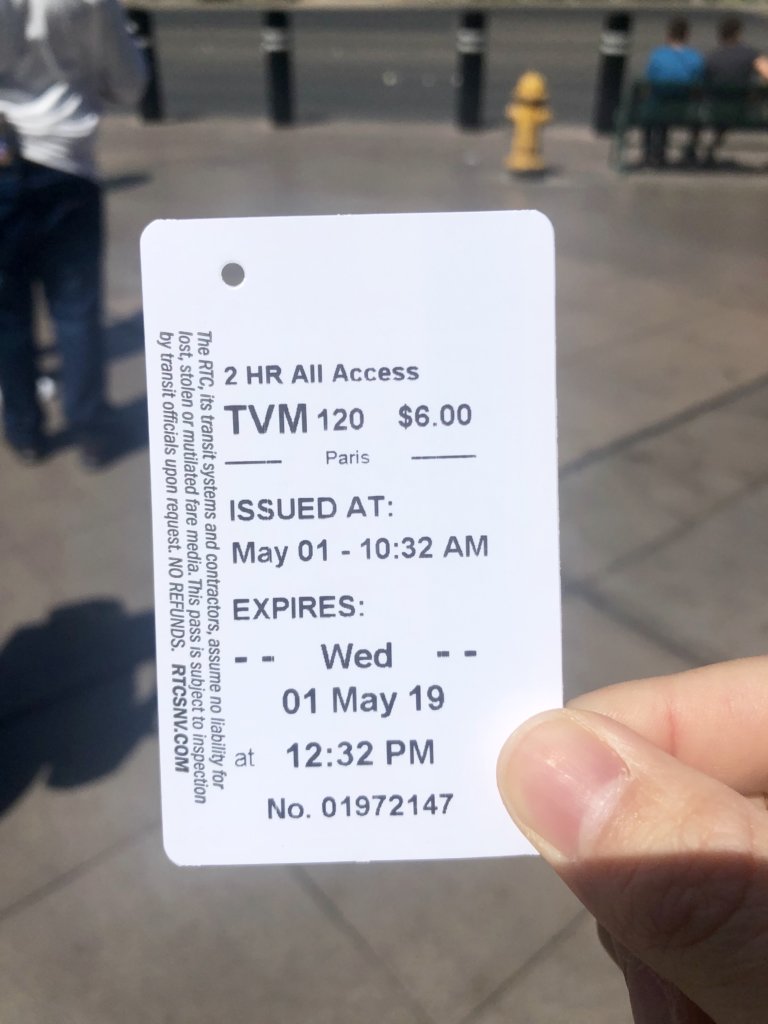 2 HR All Access
TVM 120 $6.00
Paris
ISSUED AT:
May 01 - 10:32 AM
EXPIRES:
-- Wed --
01 May 19
at 12:32 PM
No. 01972147
The RTC, its transit systems and contractors, assume no liability for
lost, stolen or mutilated fare media. This pass is subject to inspection
by transit officials upon request. NO REFUNDS. RTCSNV.COM